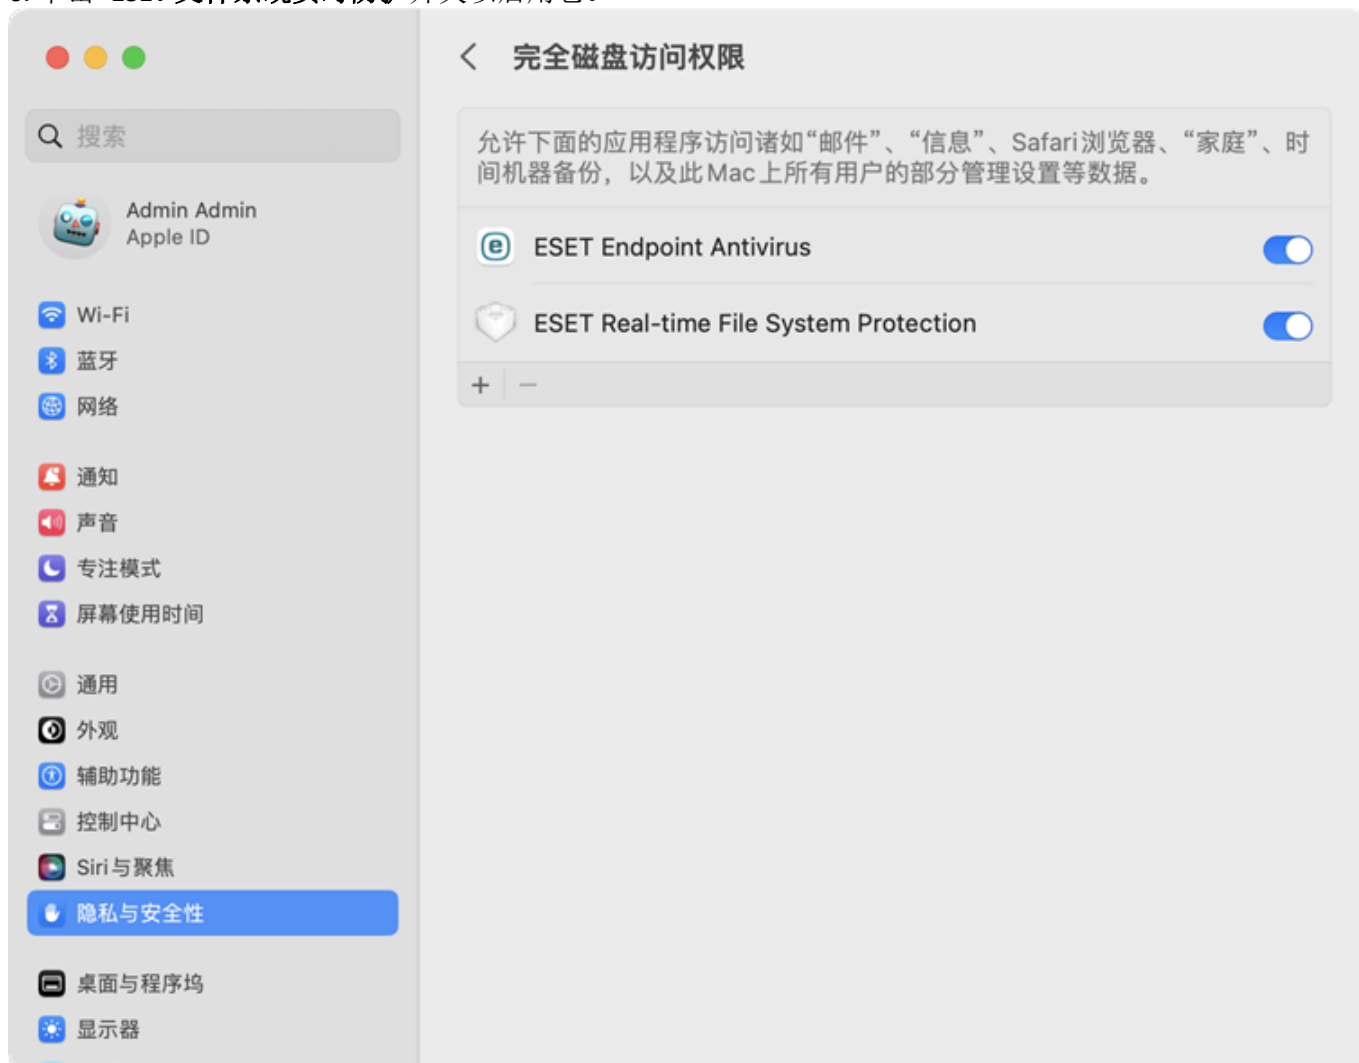 完全磁盘访问权限
搜索
允许下面的应用程序访问诸如“邮件”、“信息”、Safari浏览器、“家庭”、时
间机器备份，以及此Mac上所有用户的部分管理设置等数据。
Admin Admin
Apple ID
ESET Endpoint Antivirus
ESET Real-time File System Protection
Wi-Fi
蓝牙
网络
通知
声音
专注模式
屏幕使用时间
通用
外观
辅助功能
控制中心
Siri与聚焦
隐私与安全性
桌面与程序坞
显示器